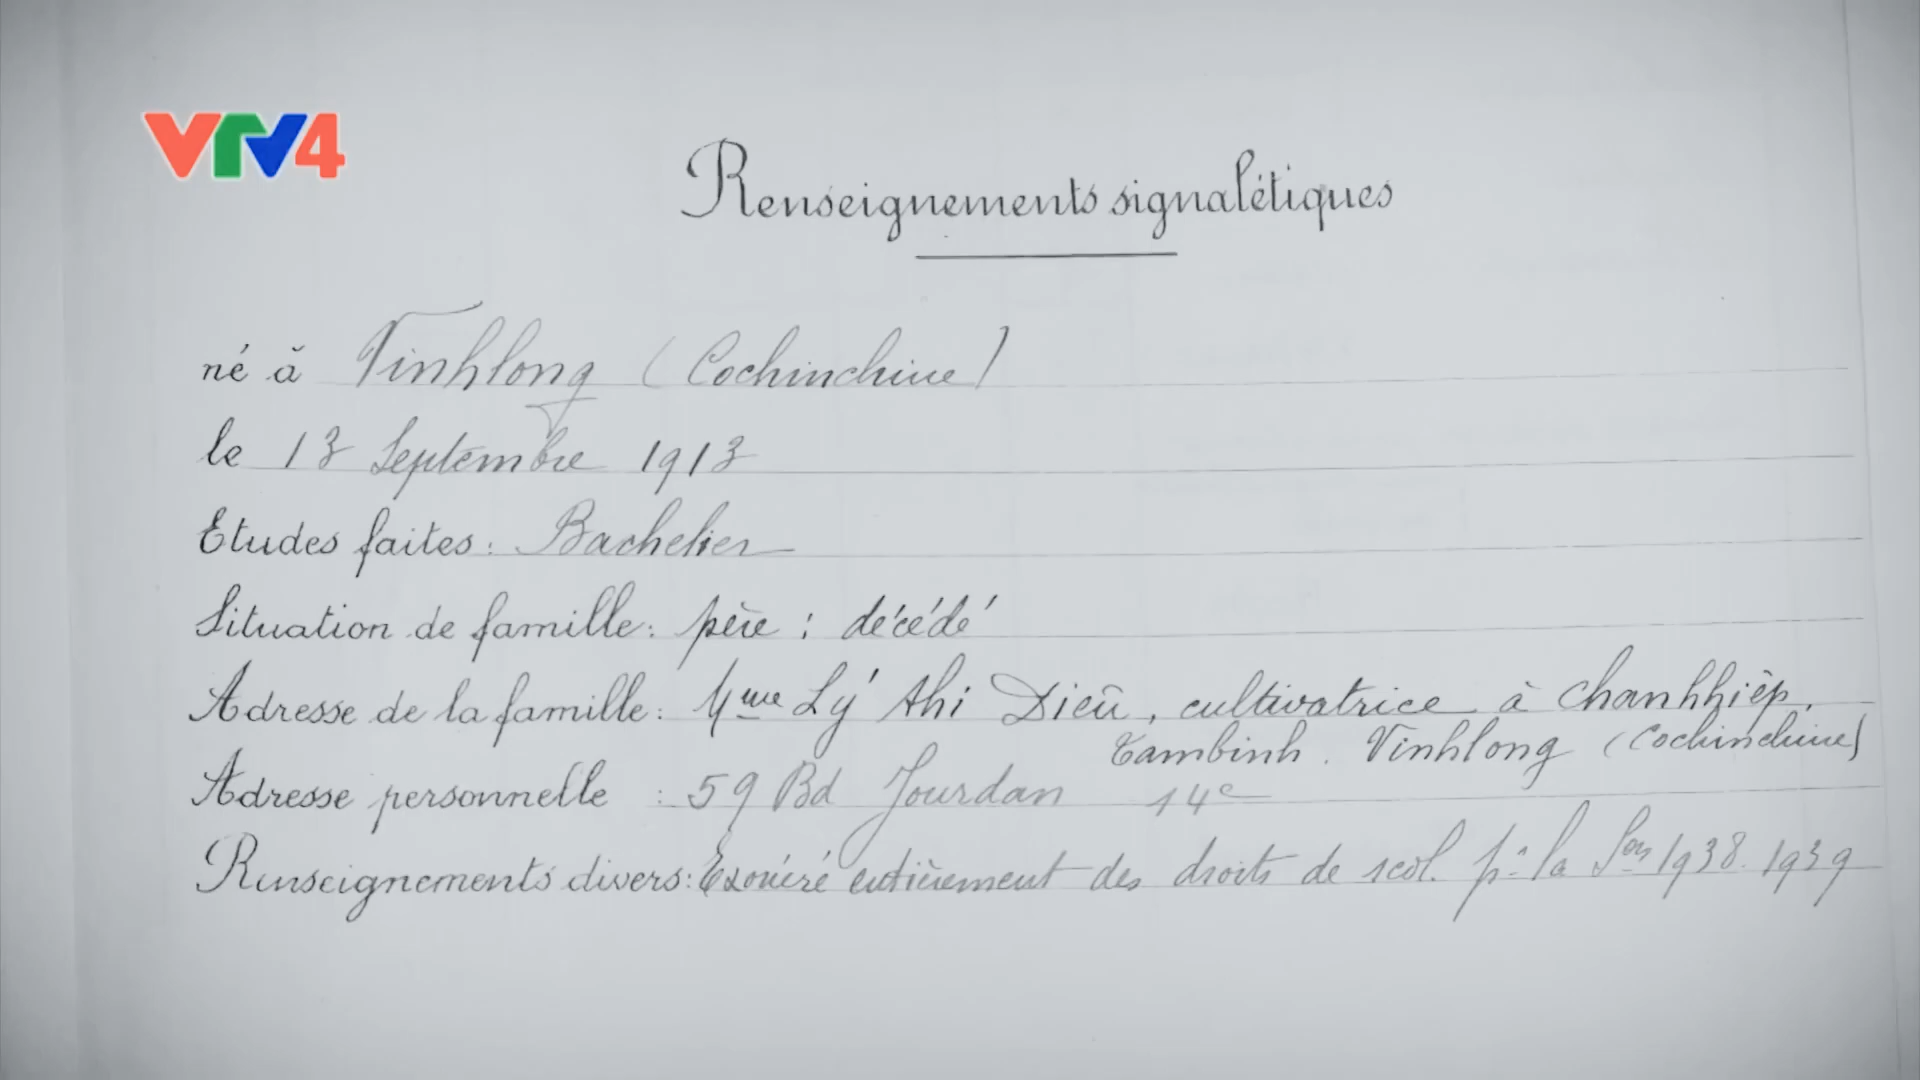 VTV4
Renseignements signalétiques
né à Vinhlong (Cochinchine)
le 13 Septembre 1913
Etudes faites: Bachelier
Situation de famille: père : décédé
Adresse de la famille: Mme Lý thi Diêu, cultivatrice à Chanhhiêp,
Tambinh. Vinhlong (Cochinchine)
Adresse personnelle : 59 Bd Jourdan 14e
Renseignements divers: Exonéré entièrement des droits de scol. pr la Son 1938.1939